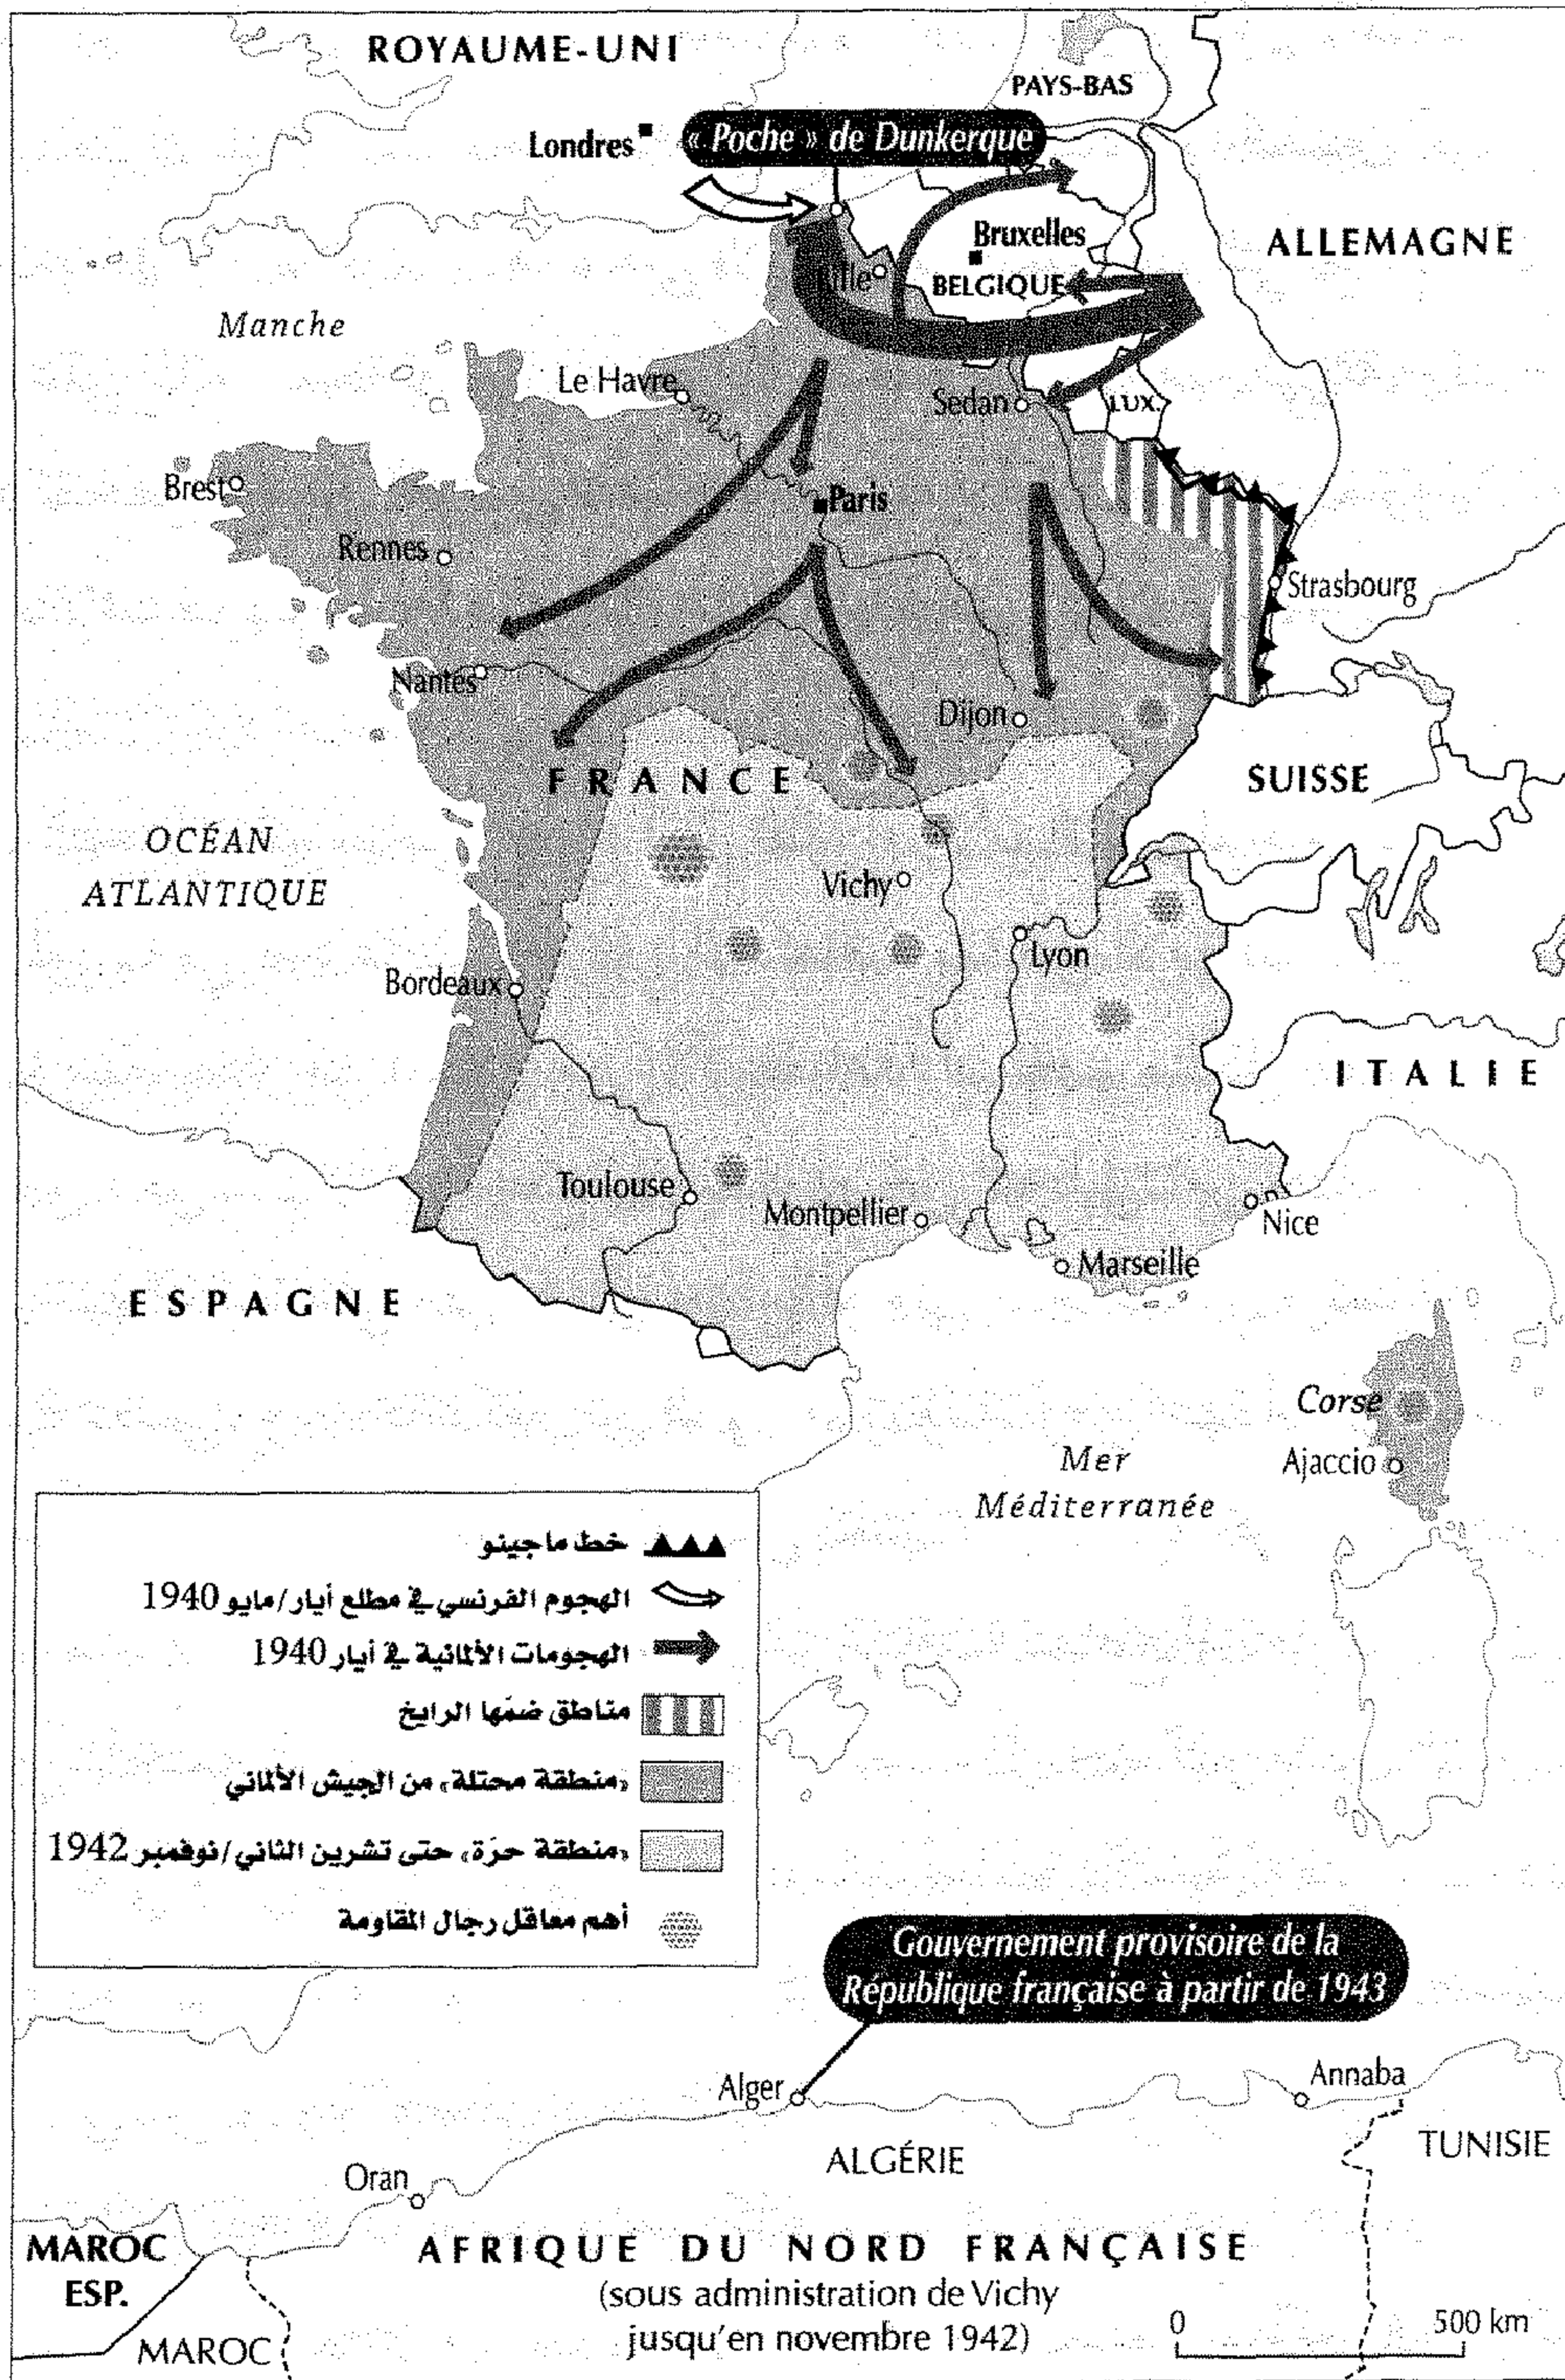 ROYAUME-UNI
PAYS-BAS
Londres
« Poche » de Dunkerque
Bruxelles
ALLEMAGNE
Lille
BELGIQUE
Manche
Le Havre
Sedan
LUX.
Brest
Paris
Rennes
Strasbourg
Nantes
Dijon
FRANCE
SUISSE
OCÉAN
ATLANTIQUE
Vichy
Lyon
Bordeaux
ITALIE
Toulouse
Montpellier
Nice
Marseille
ESPAGNE
Corse
Ajaccio
Mer
Méditerranée
خط ماجينو
الهجوم الفرنسي في مطلع أيار/مايو 1940
الهجومات الألمانية في أيار 1940
مناطق ضمّها الرايخ
«منطقة محتلة» من الجيش الألماني
«منطقة حرّة» حتى تشرين الثاني/نوفمبر 1942
أهم معاقل رجال المقاومة
Gouvernement provisoire de la
République française à partir de 1943
Alger
Annaba
ALGÉRIE
TUNISIE
Oran
MAROC
ESP.
AFRIQUE DU NORD FRANÇAISE
(sous administration de Vichy
jusqu'en novembre 1942)
MAROC
0 500 km